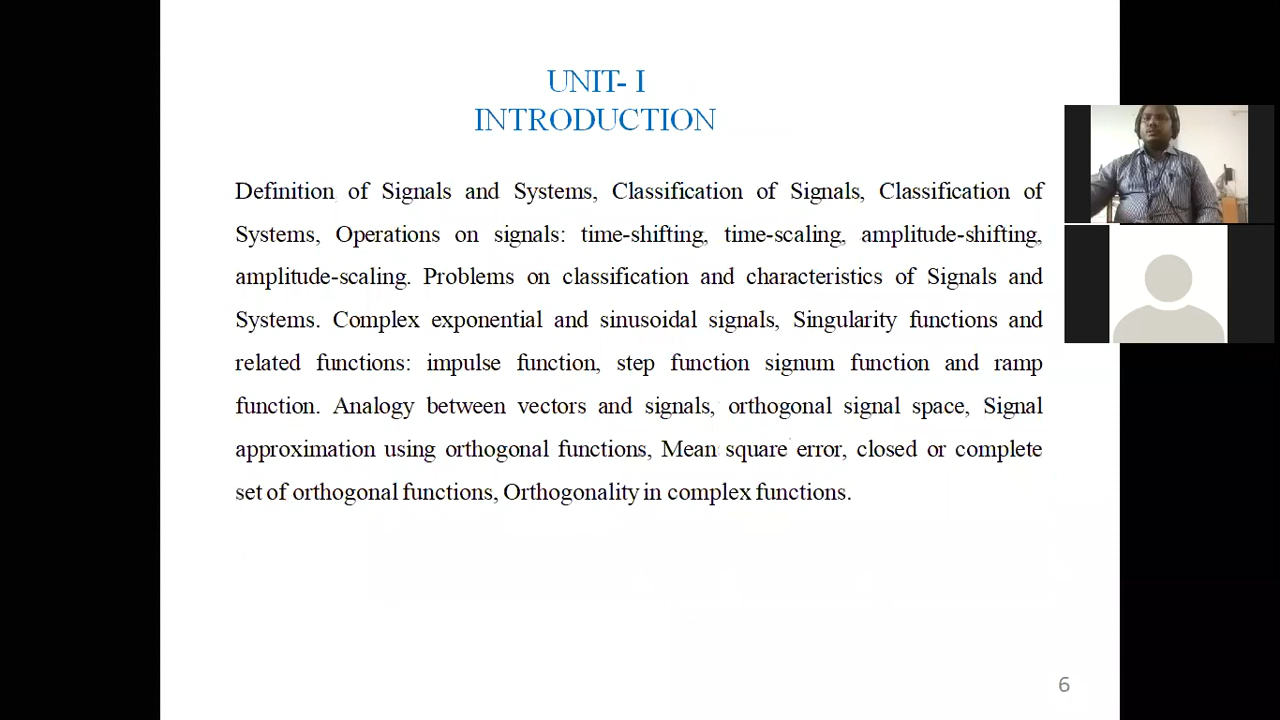 UNIT- I
INTRODUCTION
Definition of Signals and Systems, Classification of Signals, Classification of
Systems, Operations on signals: time-shifting, time-scaling, amplitude-shifting,
amplitude-scaling. Problems on classification and characteristics of Signals and
Systems. Complex exponential and sinusoidal signals, Singularity functions and
related functions: impulse function, step function signum function and ramp
function. Analogy between vectors and signals, orthogonal signal space, Signal
approximation using orthogonal functions, Mean square error, closed or complete
set of orthogonal functions, Orthogonality in complex functions.
6